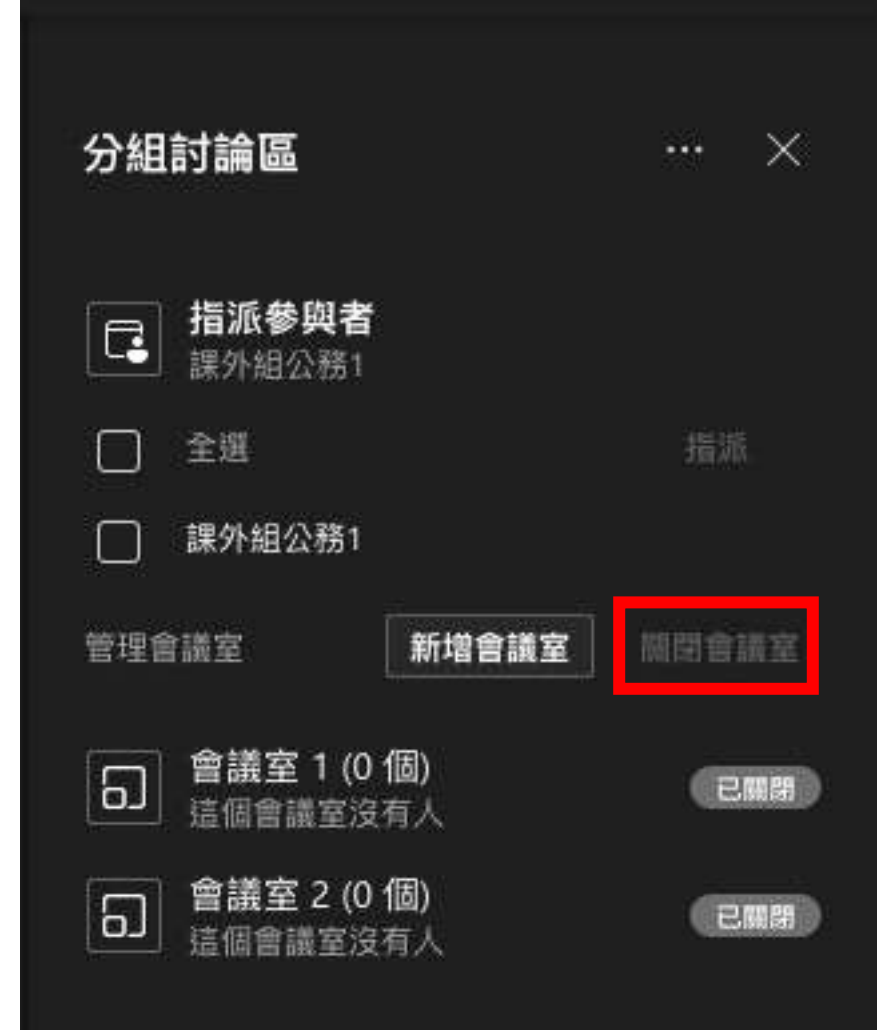 分組討論區
指派參與者
課外組公務1
全選 指派
課外組公務1
管理會議室 新增會議室 關閉會議室
會議室 1 (0 個)
這個會議室沒有人
已關閉
會議室 2 (0 個)
這個會議室沒有人
已關閉